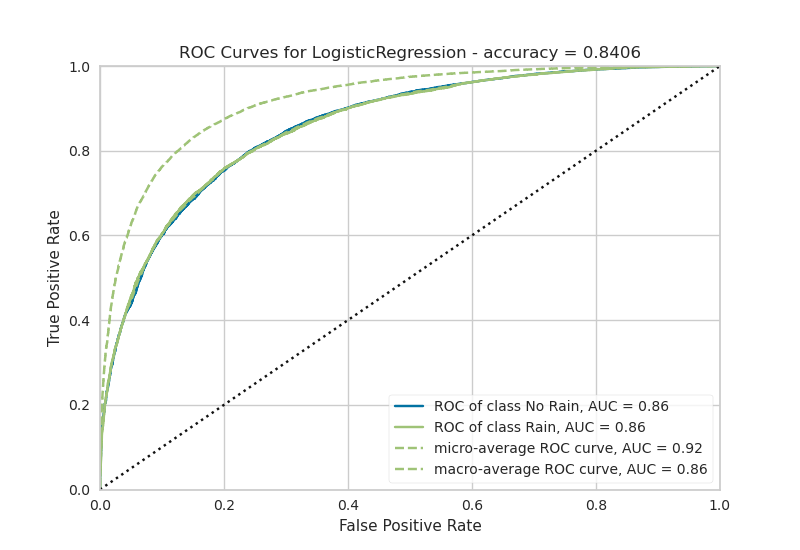 ROC Curves for LogisticRegression - accuracy = 0.8406
1.0
0.8
0.6
0.4
0.2
0.0
True Positive Rate
ROC of class No Rain, AUC = 0.86
ROC of class Rain, AUC = 0.86
micro-average ROC curve, AUC = 0.92
macro-average ROC curve, AUC = 0.86
0.0 0.2 0.4 0.6 0.8 1.0
False Positive Rate